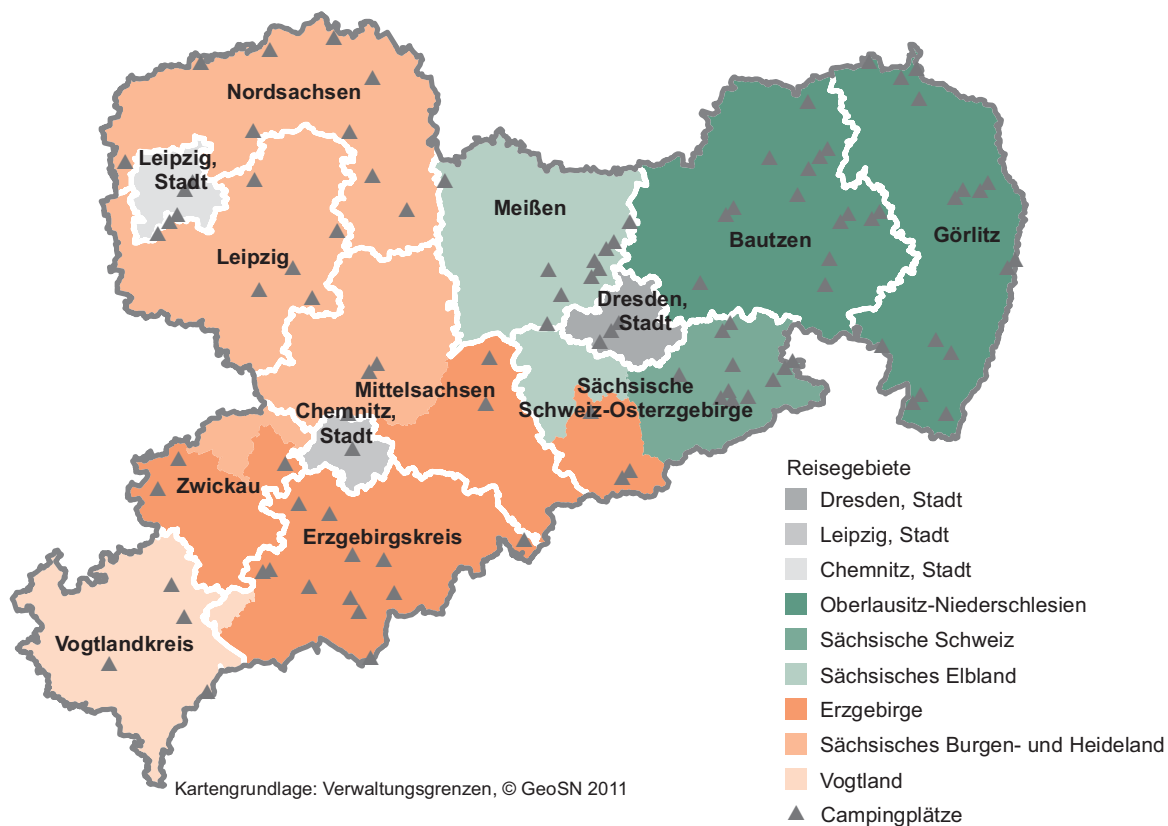 Nordsachsen
Leipzig,
Stadt
Meißen
Bautzen
Görlitz
Leipzig
Dresden,
Stadt
Mittelsachsen
Sächsische
Schweiz-Osterzgebirge
Chemnitz,
Stadt
Zwickau
Erzgebirgskreis
Vogtlandkreis
Reisegebiete
Dresden, Stadt
Leipzig, Stadt
Chemnitz, Stadt
Oberlausitz-Niederschlesien
Sächsische Schweiz
Sächsisches Elbland
Erzgebirge
Sächsisches Burgen- und Heideland
Vogtland
Campingplätze
Kartengrundlage: Verwaltungsgrenzen, © GeoSN 2011